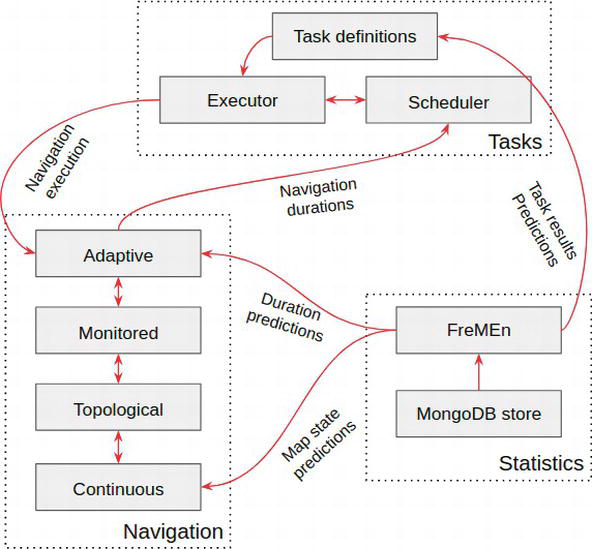 Task definitions
Executor
Scheduler
Tasks
Navigation
execution
Navigation
durations
Task results
Predictions
Adaptive
Duration
predictions
Monitored
FreMEn
Topological
MongoDB store
Map state
predictions
Statistics
Continuous
Navigation